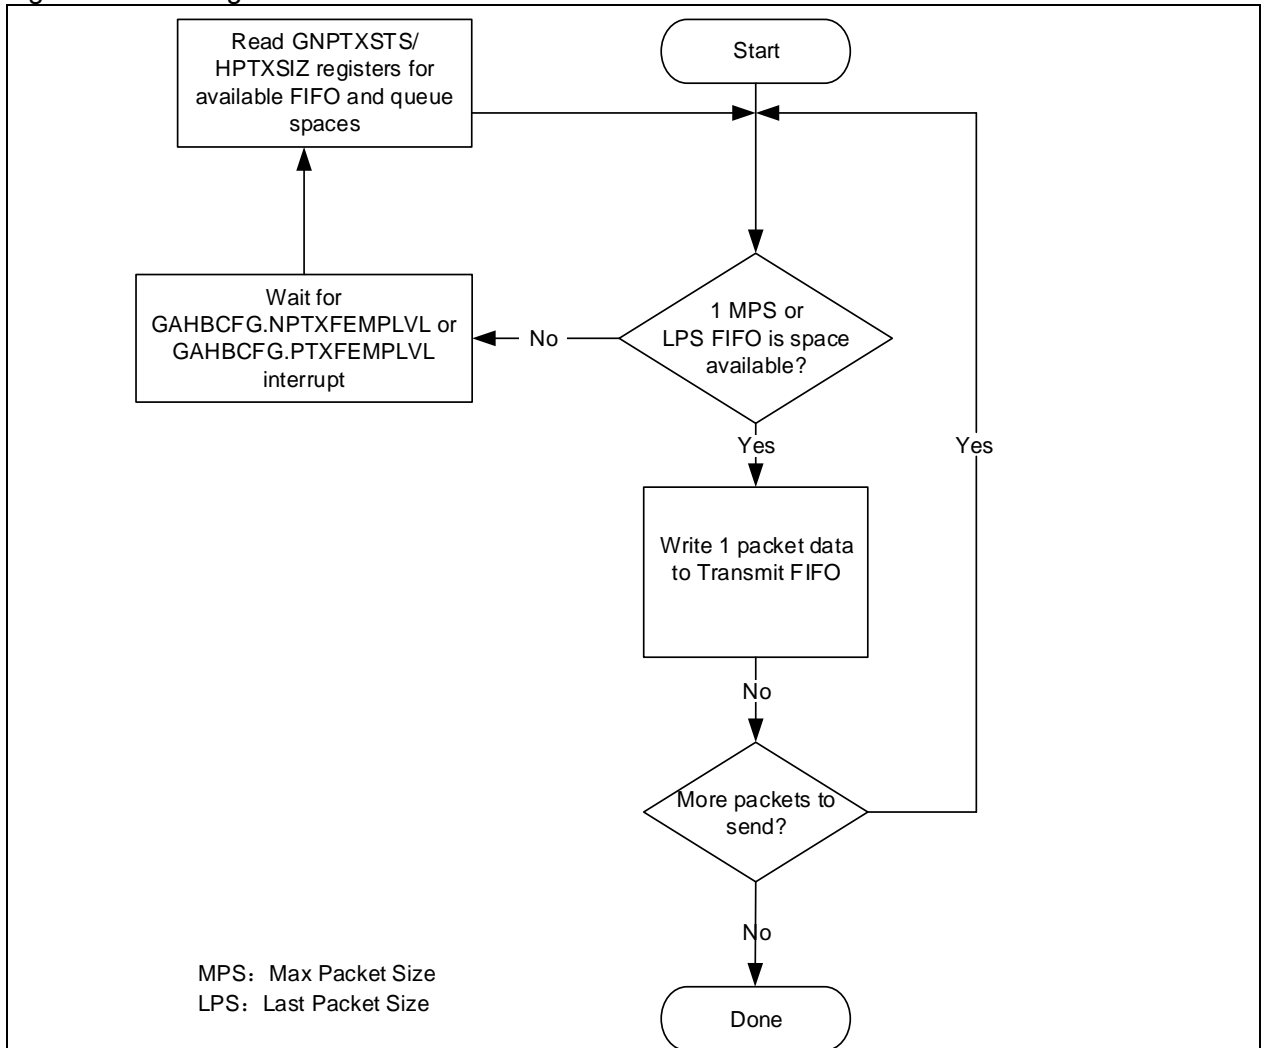 Read GNPTXSTS/
HPTXSIZ registers for
available FIFO and queue
spaces
Start
Wait for
GAHBCFG.NPTXFEMPLVL or
GAHBCFG.PTXFEMPLVL
interrupt
No
1 MPS or
LPS FIFO is space
available?
Yes
Yes
Write 1 packet data
to Transmit FIFO
No
More packets to
send?
No
MPS：Max Packet Size
LPS：Last Packet Size
Done